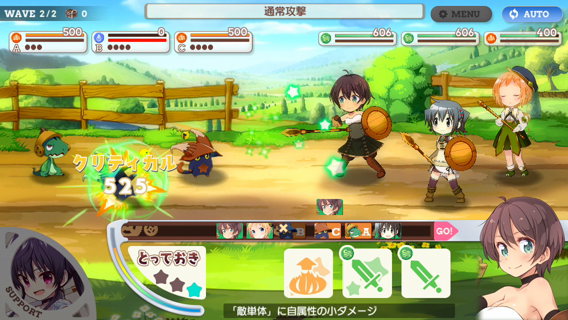 WAVE 2/2 0
通常攻撃
MENU
AUTO
500
A
0
B
500
C
606
606
400
クリティカル
525
B C A
GO!
とっておき
SUPPORT
「敵単体」に自属性の小ダメージ